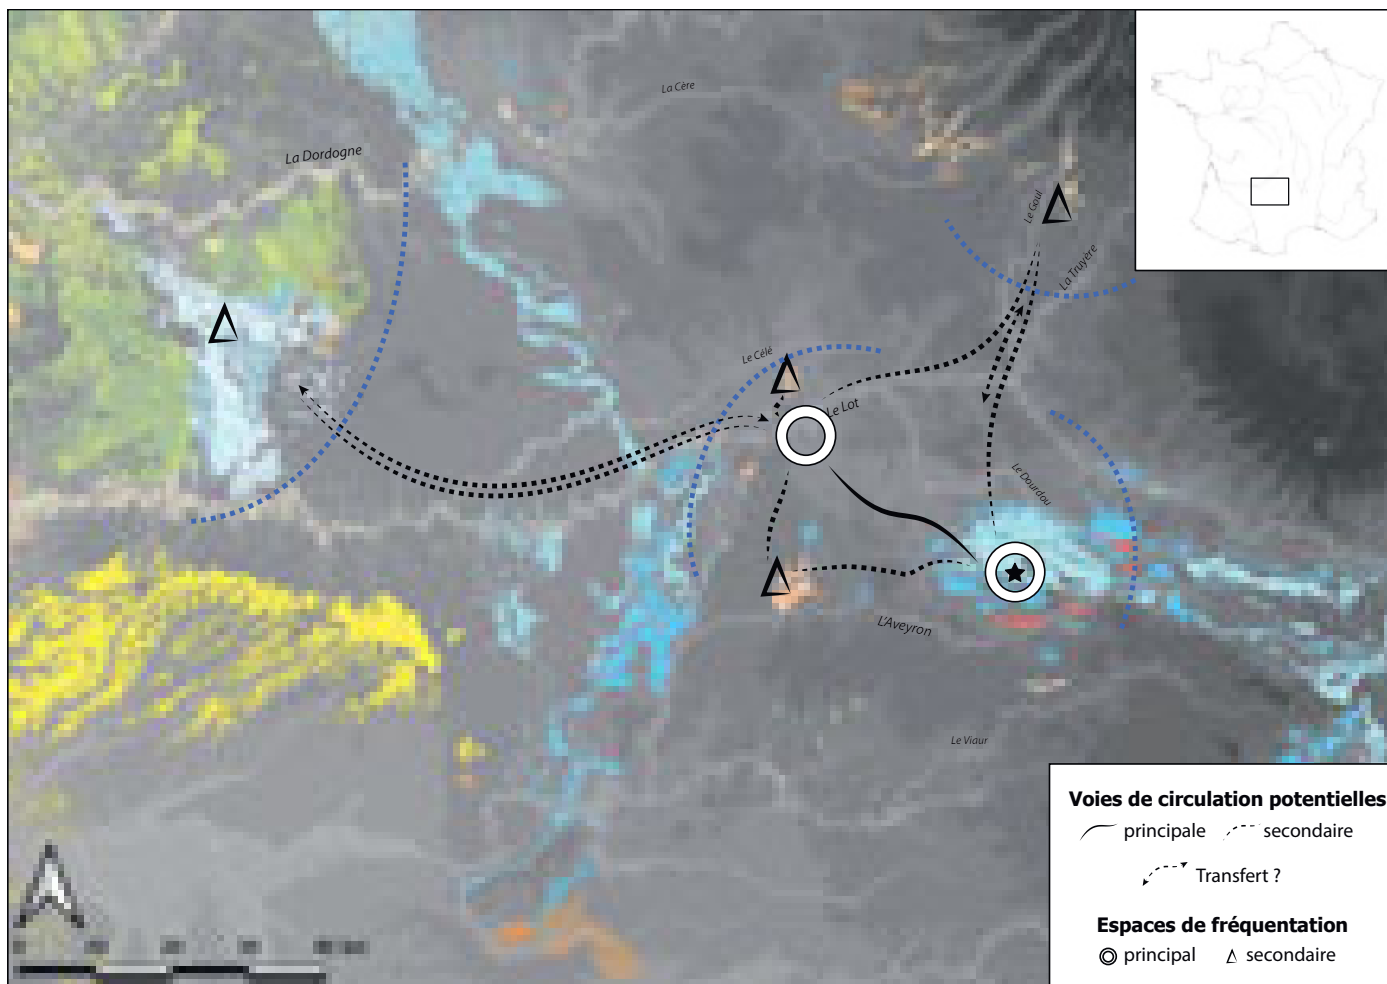 La Cère
La Dordogne
Le Goul
La Truyère
Le Célé
Le Lot
Le Dourdou
L'Aveyron
Le Viaur
Voies de circulation potentielles
principale secondaire
Transfert ?
Espaces de fréquentation
principal secondaire